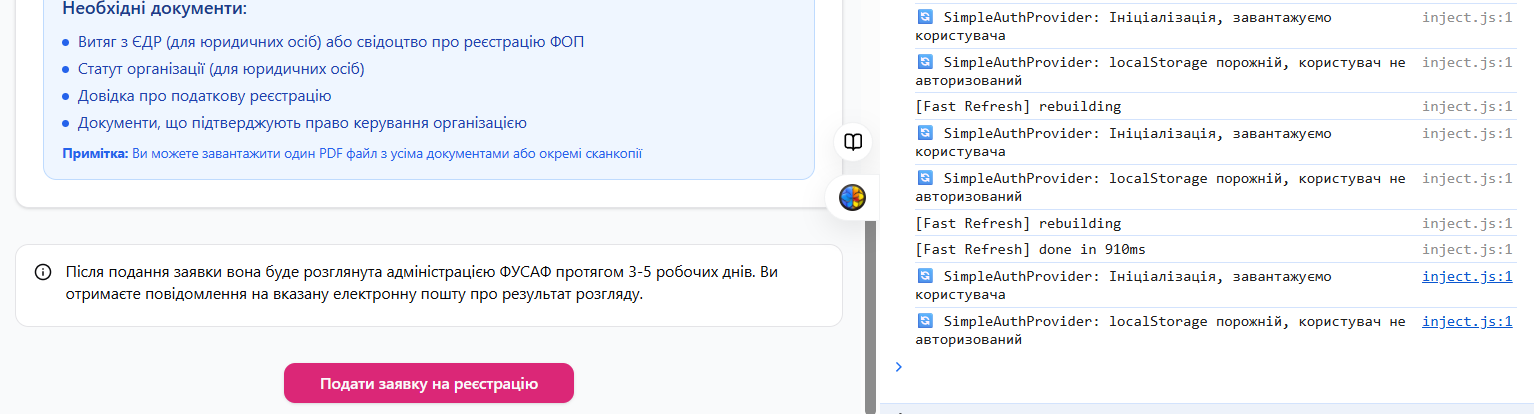 Необхідні документи:
Витяг з ЄДР (для юридичних осіб) або свідоцтво про реєстрацію ФОП
Статут організації (для юридичних осіб)
Довідка про податкову реєстрацію
Документи, що підтверджують право керування організацією
Примітка: Ви можете завантажити один PDF файл з усіма документами або окремі сканкопії
Після подання заявки вона буде розглянута адміністрацією ФУСАФ протягом 3-5 робочих днів. Ви
отримаєте повідомлення на вказану електронну пошту про результат розгляду.
Подати заявку на реєстрацію
SimpleAuthProvider: Ініціалізація, завантажуємо inject.js:1
користувача
SimpleAuthProvider: localStorage порожній, користувач не inject.js:1
авторизований
[Fast Refresh] rebuilding inject.js:1
SimpleAuthProvider: Ініціалізація, завантажуємо inject.js:1
користувача
SimpleAuthProvider: localStorage порожній, користувач не inject.js:1
авторизований
[Fast Refresh] rebuilding inject.js:1
[Fast Refresh] done in 910ms inject.js:1
SimpleAuthProvider: Ініціалізація, завантажуємо inject.js:1
користувача
SimpleAuthProvider: localStorage порожній, користувач не inject.js:1
авторизований